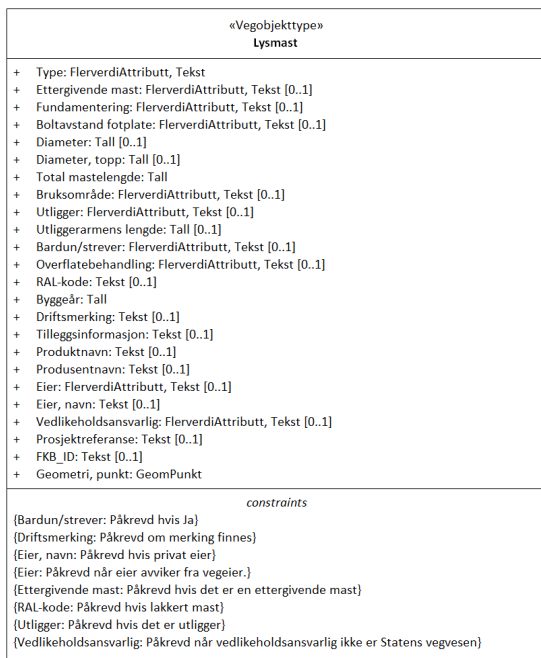 «Vegobjekttype»
Lysmast
+ Type: FlerverdiAttributt, Tekst
+ Ettergivende mast: FlerverdiAttributt, Tekst [0..1]
+ Fundamentering: FlerverdiAttributt, Tekst [0..1]
+ Boltavstand fotplate: FlerverdiAttributt, Tekst [0..1]
+ Diameter: Tall [0..1]
+ Diameter, topp: Tall [0..1]
+ Total mastelengde: Tall
+ Bruksområde: FlerverdiAttributt, Tekst [0..1]
+ Utligger: FlerverdiAttributt, Tekst [0..1]
+ Utliggerarmens lengde: Tall [0..1]
+ Bardun/strever: FlerverdiAttributt, Tekst [0..1]
+ Overflatebehandling: FlerverdiAttributt, Tekst [0..1]
+ RAL-kode: Tekst [0..1]
+ Byggeår: Tall
+ Driftsmerking: Tekst [0..1]
+ Tilleggsinformasjon: Tekst [0..1]
+ Produktnavn: Tekst [0..1]
+ Produsentnavn: Tekst [0..1]
+ Eier: FlerverdiAttributt, Tekst [0..1]
+ Eier, navn: Tekst [0..1]
+ Vedlikeholdsansvarlig: FlerverdiAttributt, Tekst [0..1]
+ Prosjektreferanse: Tekst [0..1]
+ FKB_ID: Tekst [0..1]
+ Geometri, punkt: GeomPunkt
constraints
{Bardun/strever: Påkrevd hvis Ja}
{Driftsmerking: Påkrevd om merking finnes}
{Eier, navn: Påkrevd hvis privat eier}
{Eier: Påkrevd når eier avviker fra vegeier.}
{Ettergivende mast: Påkrevd hvis det er en ettergivende mast}
{RAL-kode: Påkrevd hvis lakkert mast}
{Utligger: Påkrevd hvis det er utligger}
{Vedlikeholdsansvarlig: Påkrevd når vedlikeholdsansvarlig ikke er Statens vegvesen}